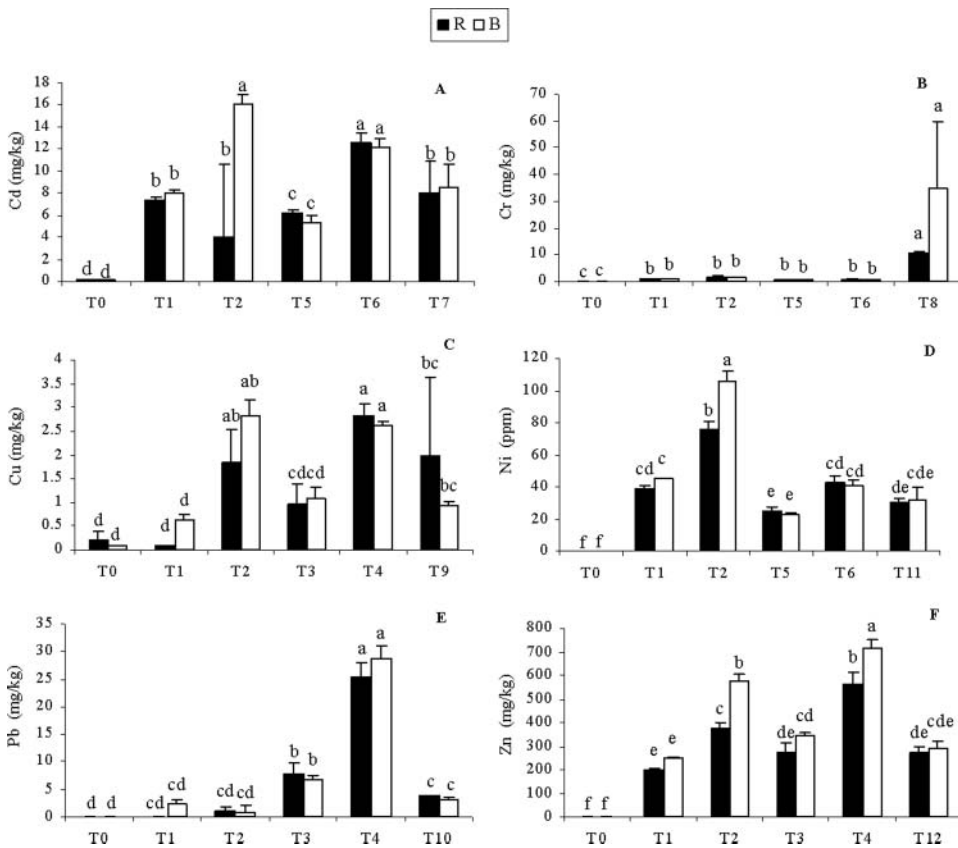 R B
A
Cd (mg/kg)
18
16
14
12
10
8
6
4
2
0
d d b b b a c c a a b b
T0 T1 T2 T5 T6 T7
B
Cr (mg/kg)
70
60
50
40
30
20
10
0
c c b b b b b b b b a a
T0 T1 T2 T5 T6 T8
C
Cu (mg/kg)
4
3.5
3
2.5
2
1.5
1
0.5
0
d d d d ab ab cd cd a a bc bc
T0 T1 T2 T3 T4 T9
D
Ni (ppm)
120
100
80
60
40
20
0
f f cd c b a e e cd cd de cde
T0 T1 T2 T5 T6 T11
E
Pb (mg/kg)
35
30
25
20
15
10
5
0
d d cd cd cd cd b b a a c c
T0 T1 T2 T3 T4 T10
F
Zn (mg/kg)
800
700
600
500
400
300
200
100
0
f f e e c b de cd b a de cde
T0 T1 T2 T3 T4 T12